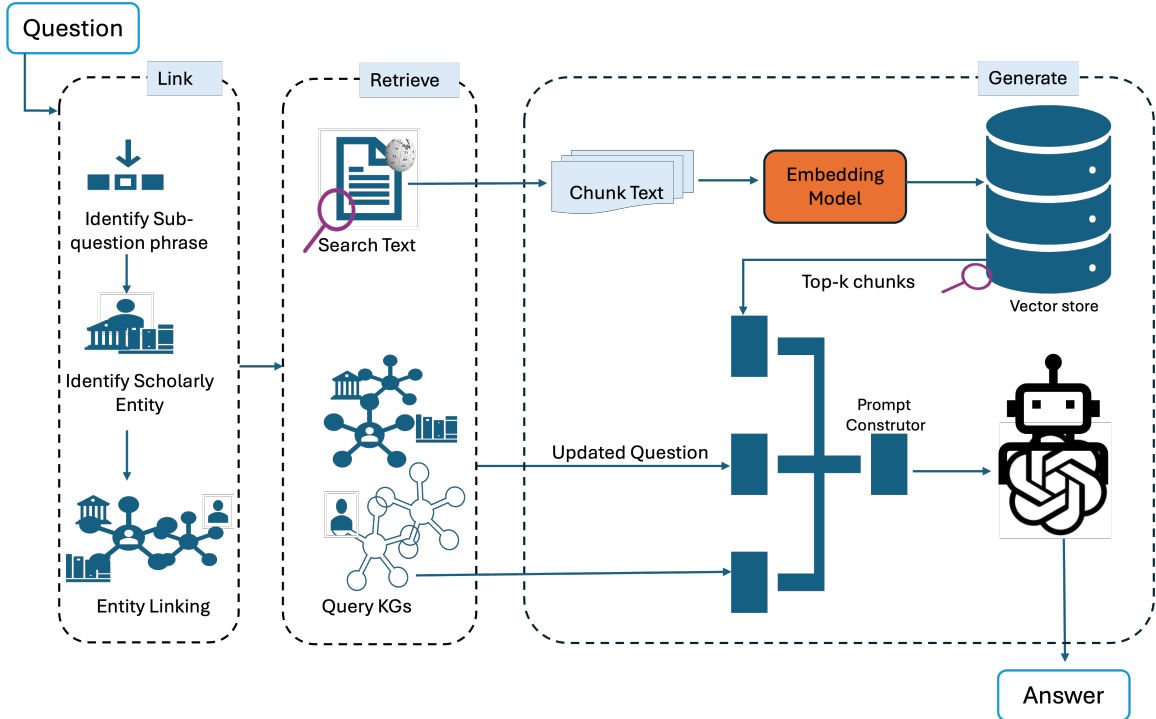 Question
Link
Identify Sub-
question phrase
Identify Scholarly
Entity
Entity Linking
Retrieve
Search Text
Query KGs
Generate
Chunk Text
Embedding
Model
Vector store
Top-k chunks
Updated Question
Prompt
Construtor
Answer